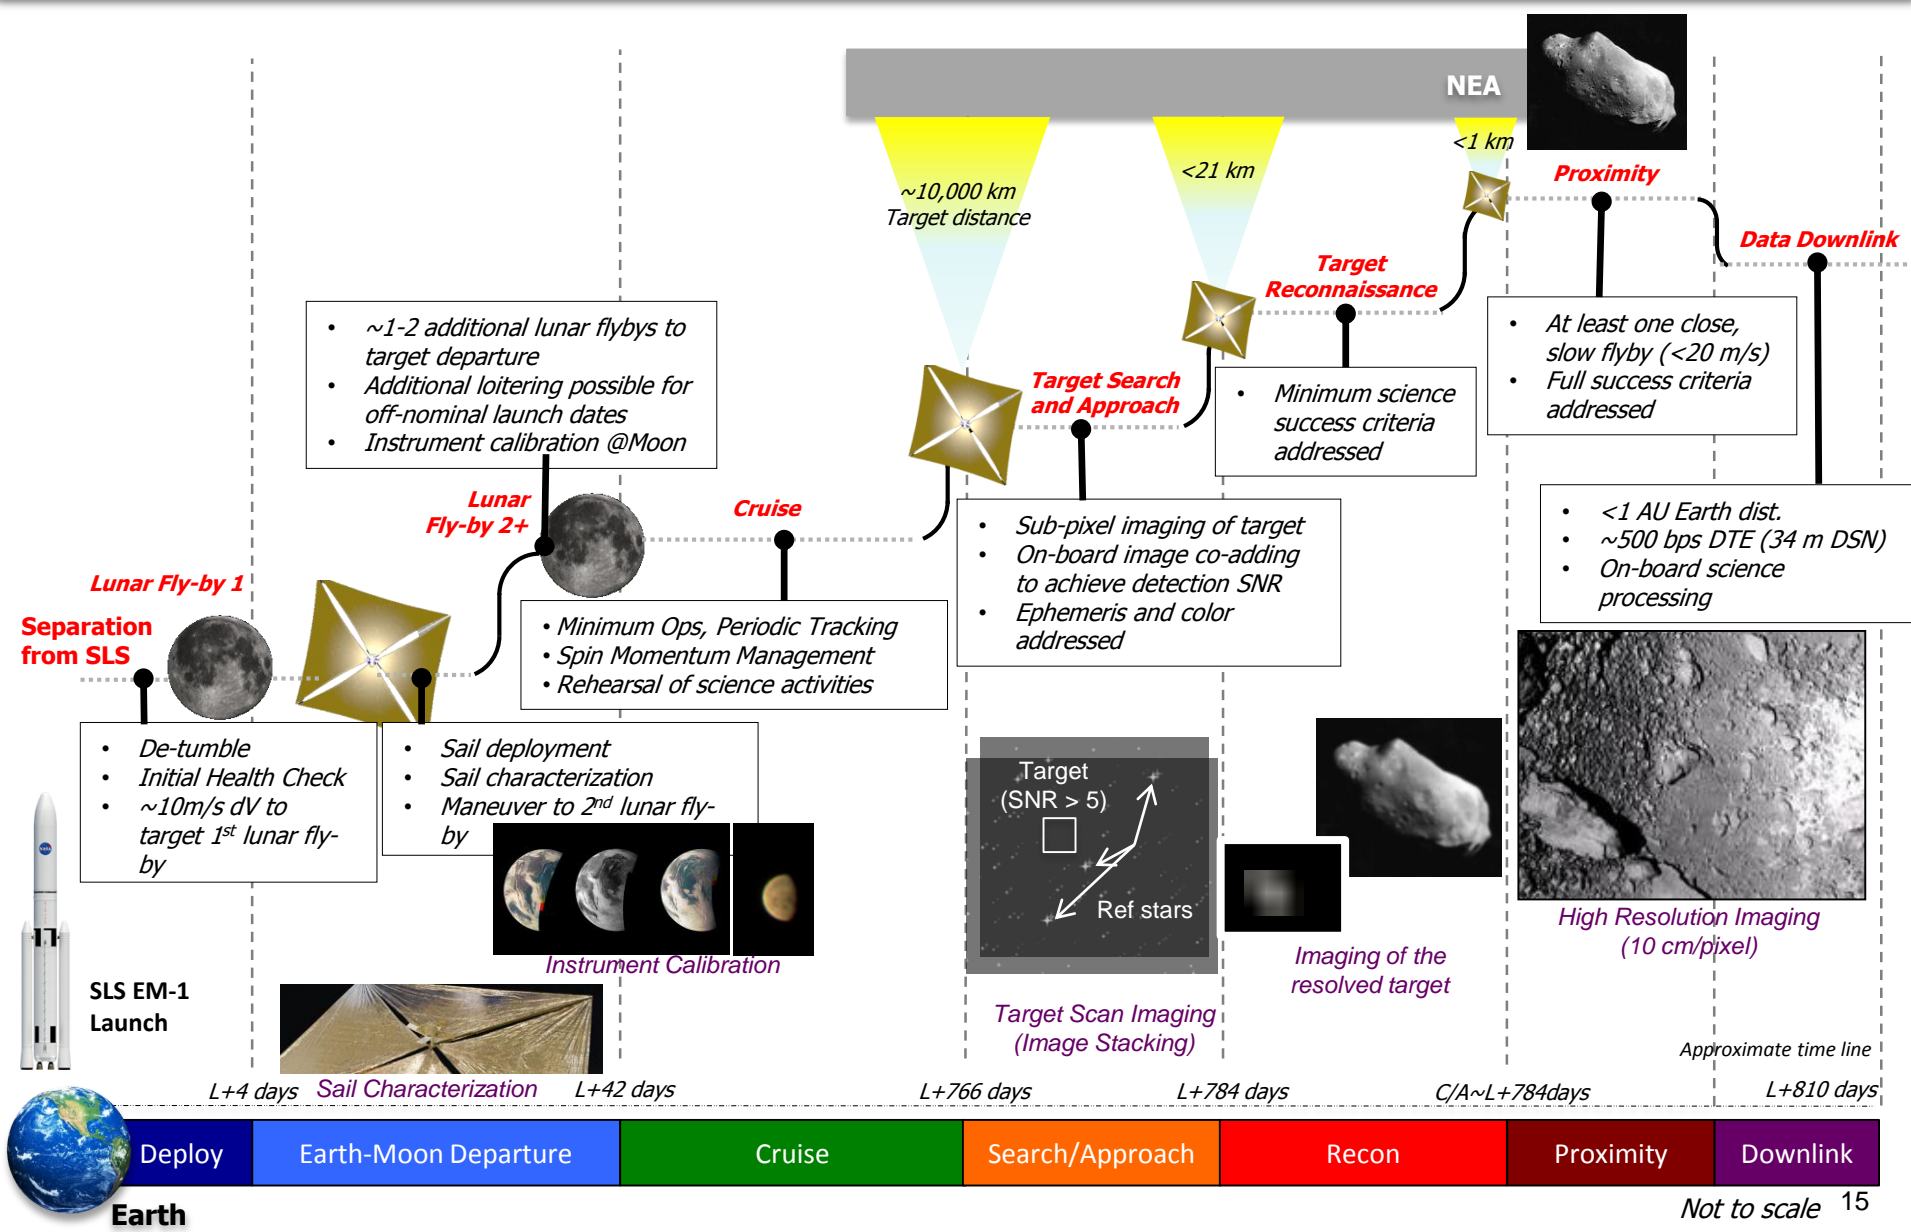 NEA
<1 km
<21 km
~10,000 km
Target distance
Proximity
Data Downlink
Target
Reconnaissance
• ~1-2 additional lunar flybys to
target departure
• Additional loitering possible for
off-nominal launch dates
• Instrument calibration @Moon
• At least one close,
slow flyby (<20 m/s)
• Full success criteria
addressed
Target Search
and Approach
• Minimum science
success criteria
addressed
Lunar
Fly-by 2+
Cruise
• Sub-pixel imaging of target
• On-board image co-adding
to achieve detection SNR
• Ephemeris and color
addressed
• <1 AU Earth dist.
• ~500 bps DTE (34 m DSN)
• On-board science
processing
Lunar Fly-by 1
Separation
from SLS
• Minimum Ops, Periodic Tracking
• Spin Momentum Management
• Rehearsal of science activities
• De-tumble
• Initial Health Check
• ~10m/s dV to
target 1st lunar fly-
by
• Sail deployment
• Sail characterization
• Maneuver to 2nd lunar fly-
by
Target
(SNR > 5)
Ref stars
NASA
Instrument Calibration
High Resolution Imaging
(10 cm/pixel)
Imaging of the
resolved target
SLS EM-1
Launch
Target Scan Imaging
(Image Stacking)
Approximate time line
L+4 days
Sail Characterization
L+42 days
L+766 days
L+784 days
C/A~L+784days
L+810 days
Deploy
Earth-Moon Departure
Cruise
Search/Approach
Recon
Proximity
Downlink
Earth
Not to scale
15